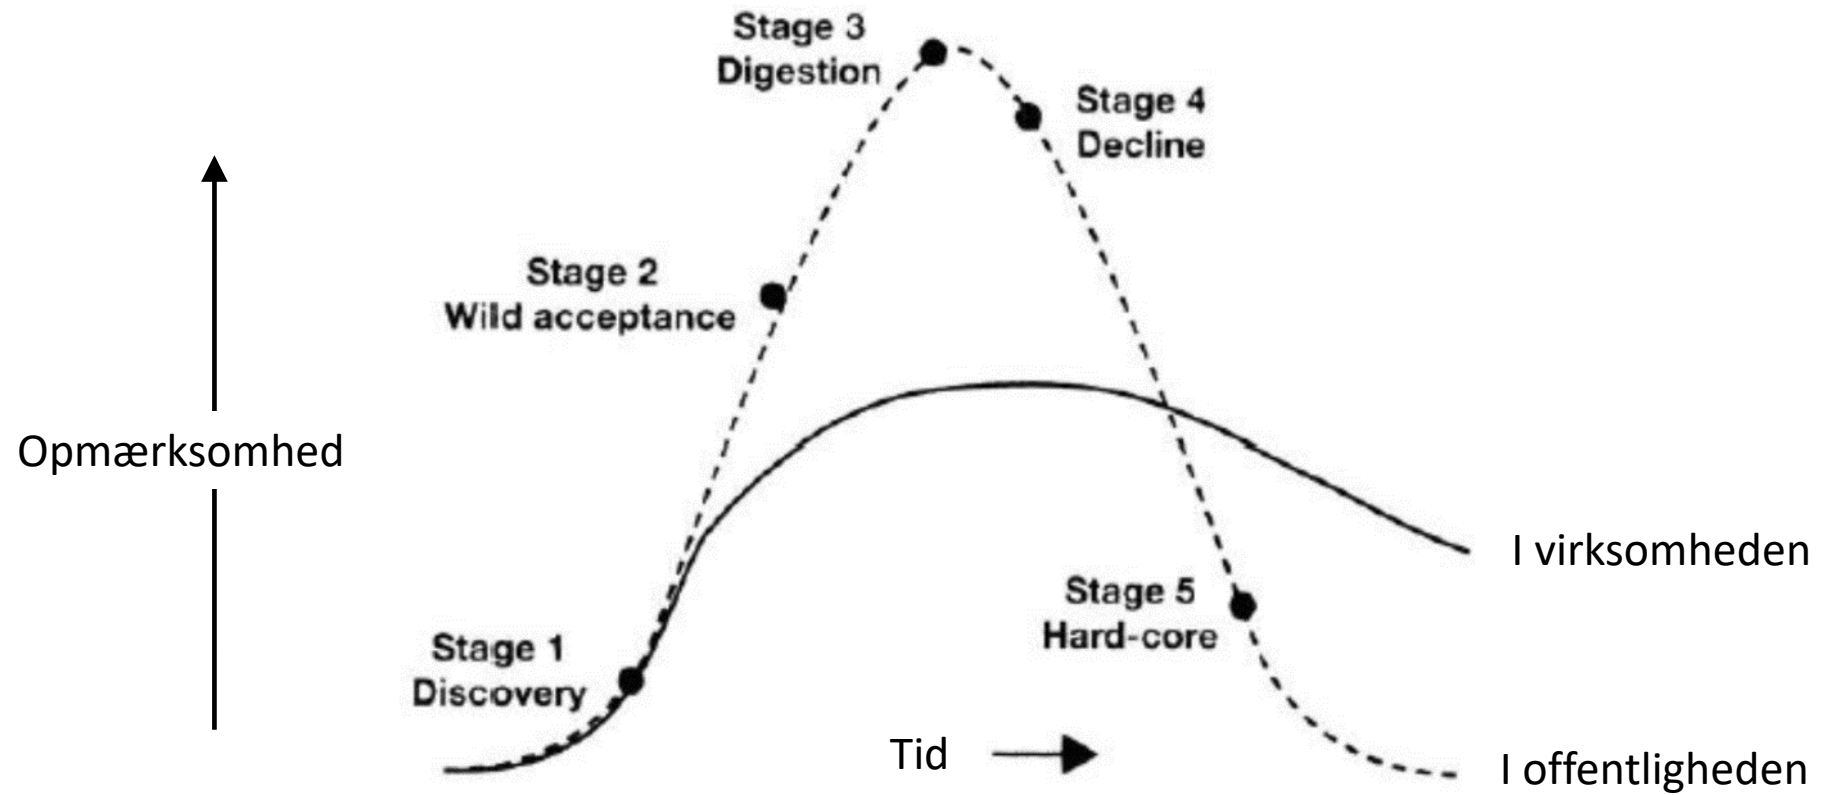 Stage 3
Digestion
Stage 4
Decline
Stage 2
Wild acceptance
Opmærksomhed
I virksomheden
Stage 5
Hard-core
Stage 1
Discovery
Tid
I offentligheden